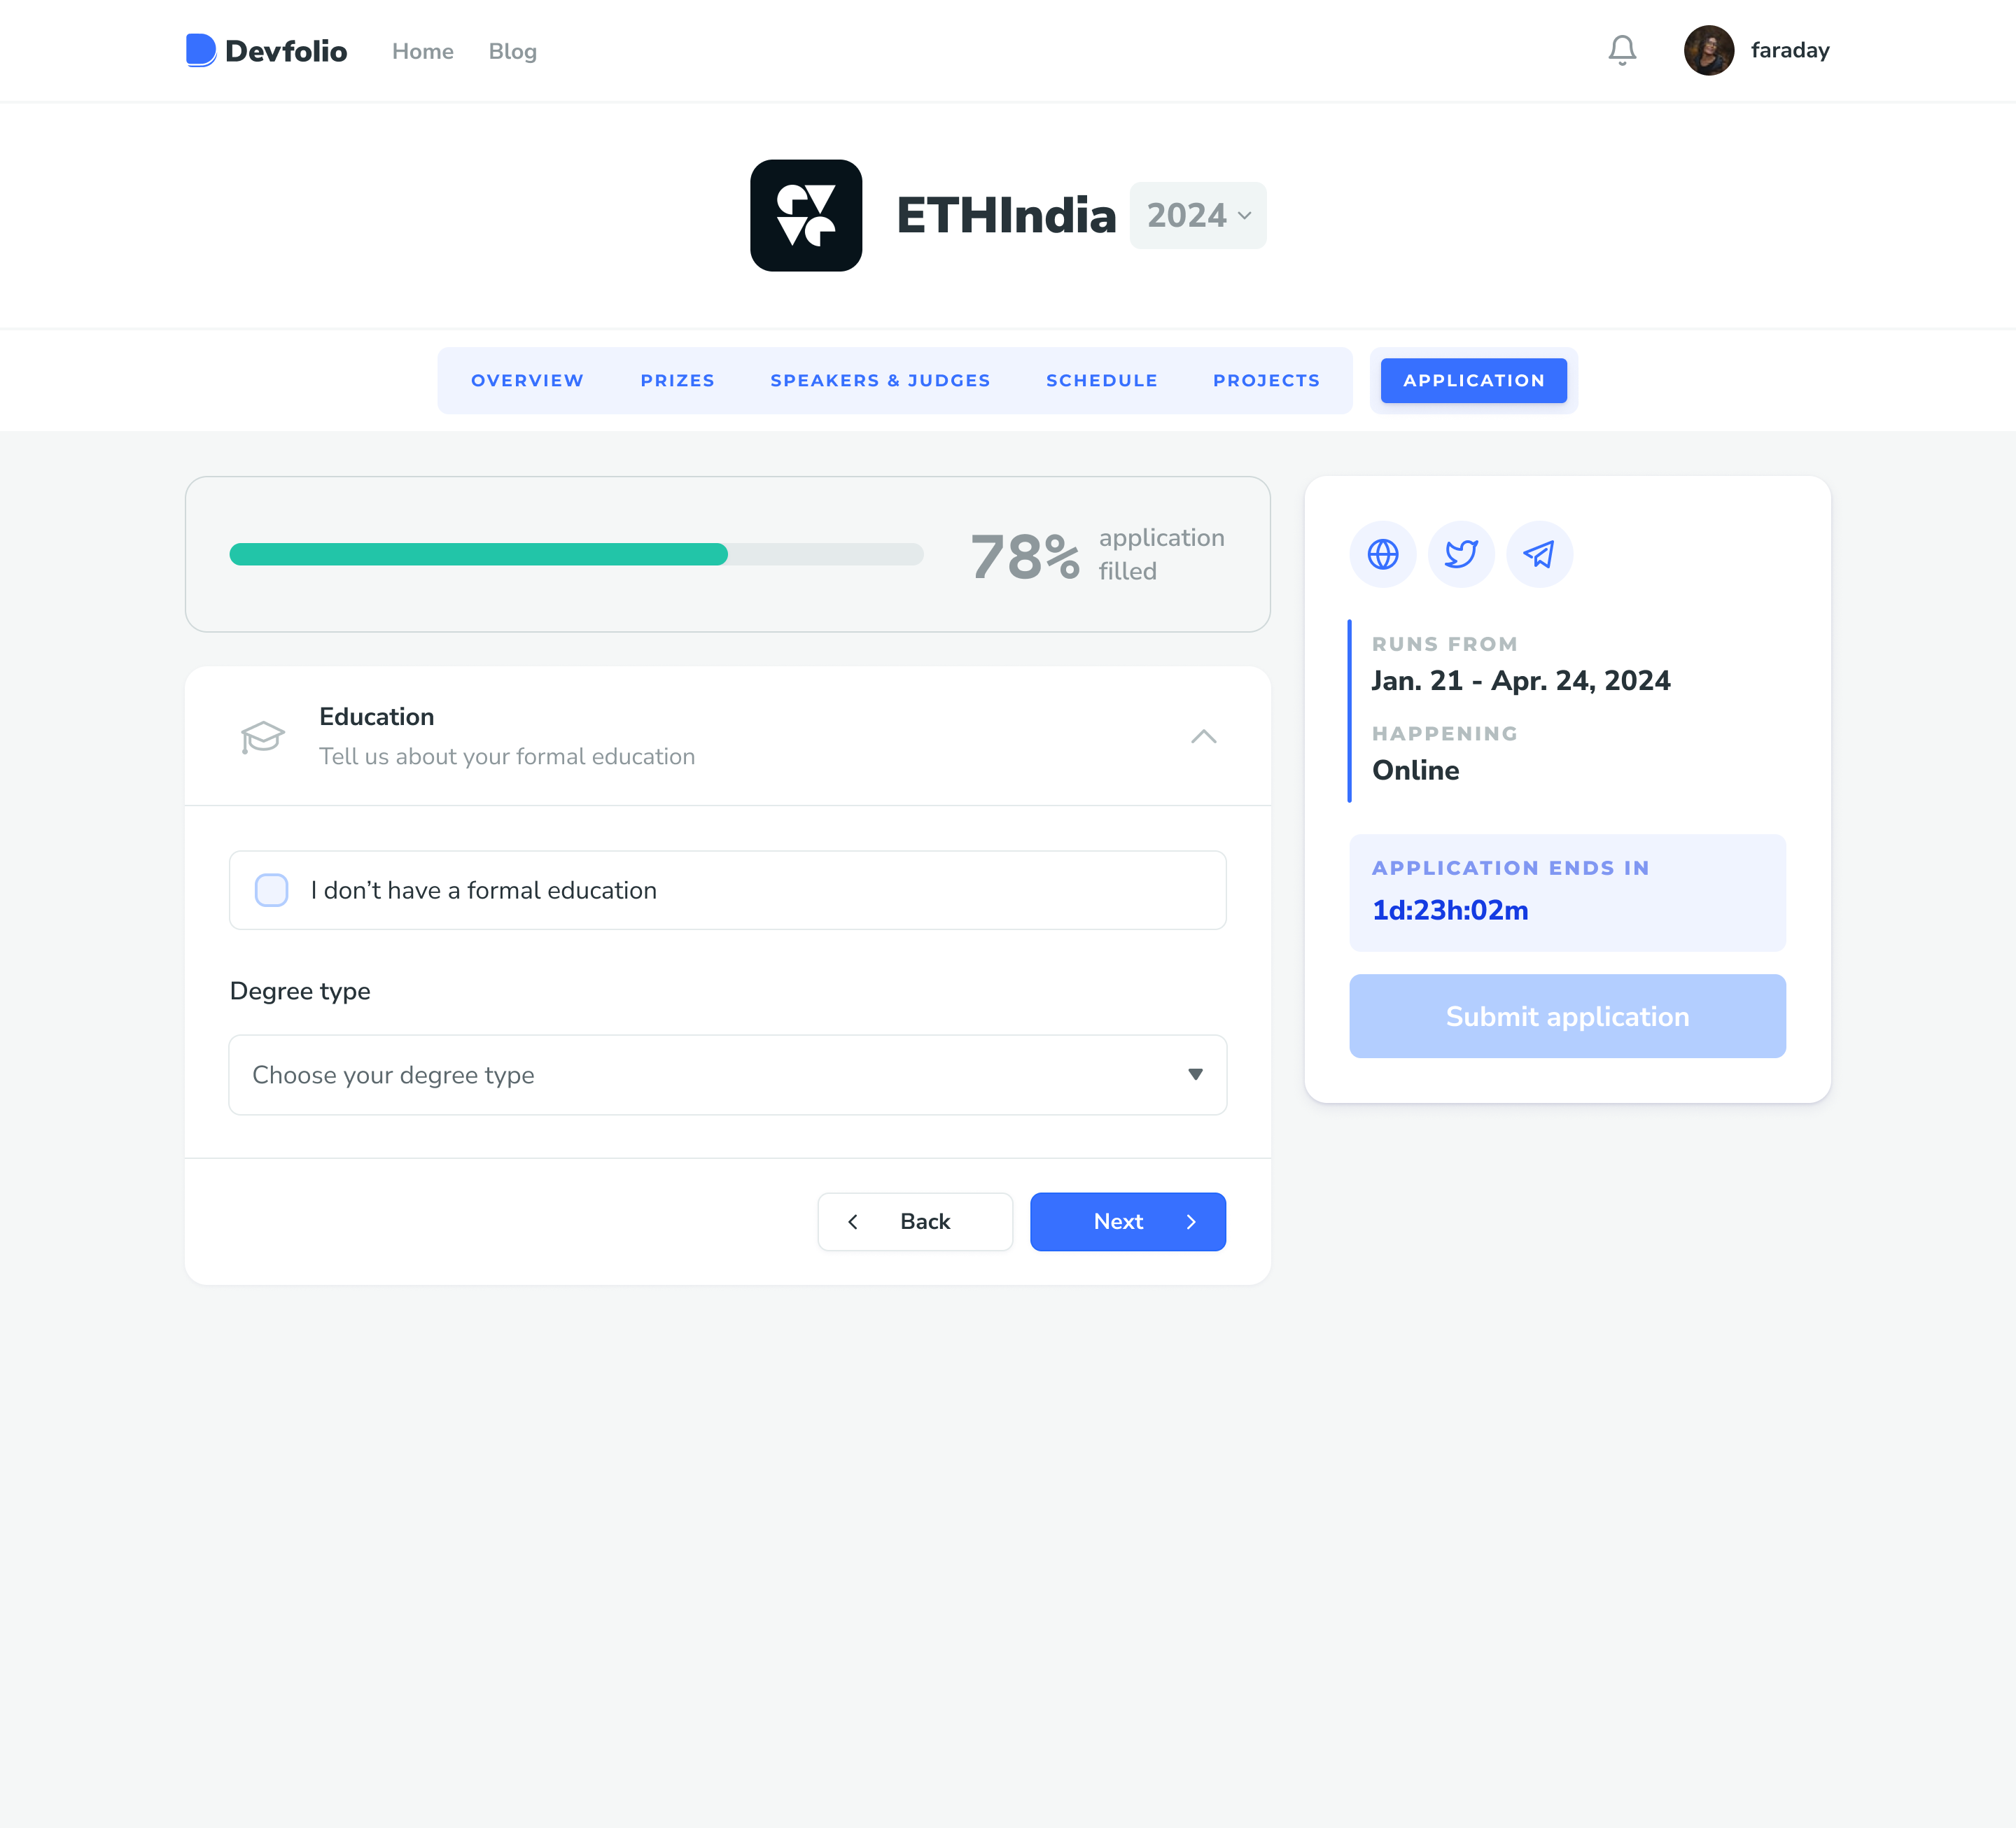 Devfolio
Home
Blog
faraday
ETHIndia
2024
OVERVIEW
PRIZES
SPEAKERS & JUDGES
SCHEDULE
PROJECTS
APPLICATION
78%
application
filled
Education
Tell us about your formal education
I don’t have a formal education
Degree type
Choose your degree type
Back
Next
RUNS FROM
Jan. 21 - Apr. 24, 2024
HAPPENING
Online
APPLICATION ENDS IN
1d:23h:02m
Submit application